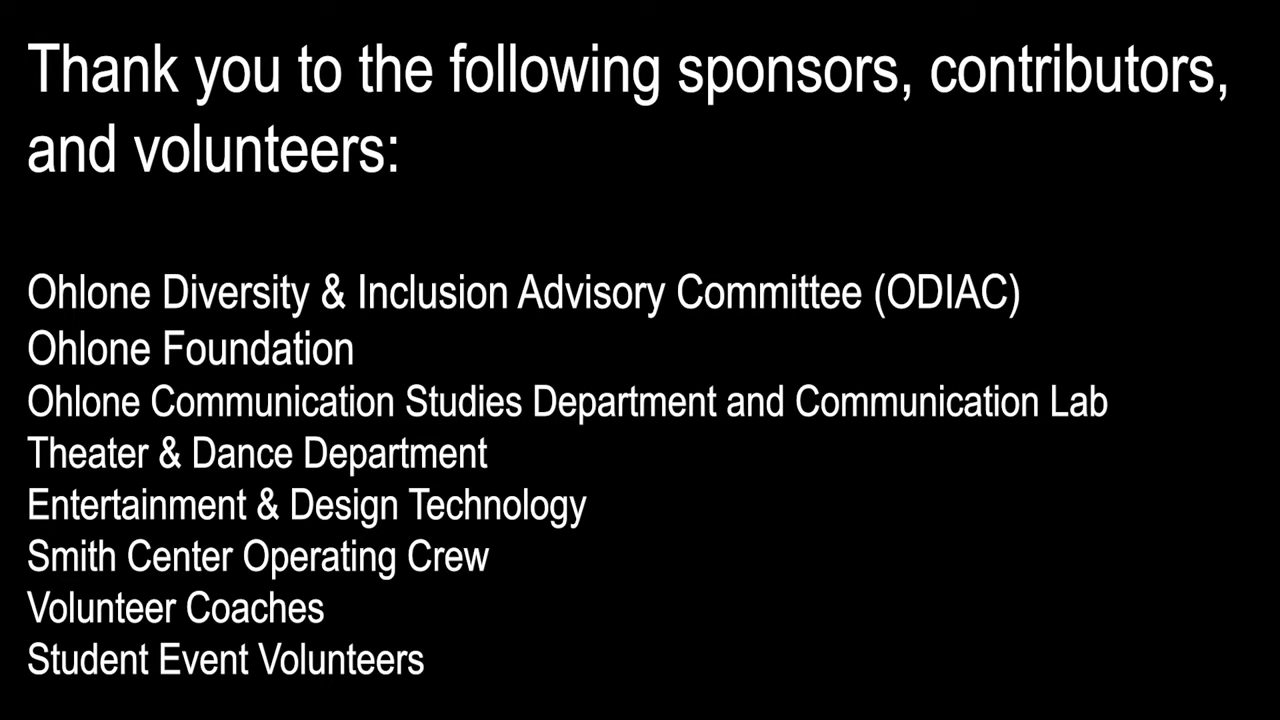 Thank you to the following sponsors, contributors,
and volunteers:
Ohlone Diversity & Inclusion Advisory Committee (ODIAC)
Ohlone Foundation
Ohlone Communication Studies Department and Communication Lab
Theater & Dance Department
Entertainment & Design Technology
Smith Center Operating Crew
Volunteer Coaches
Student Event Volunteers